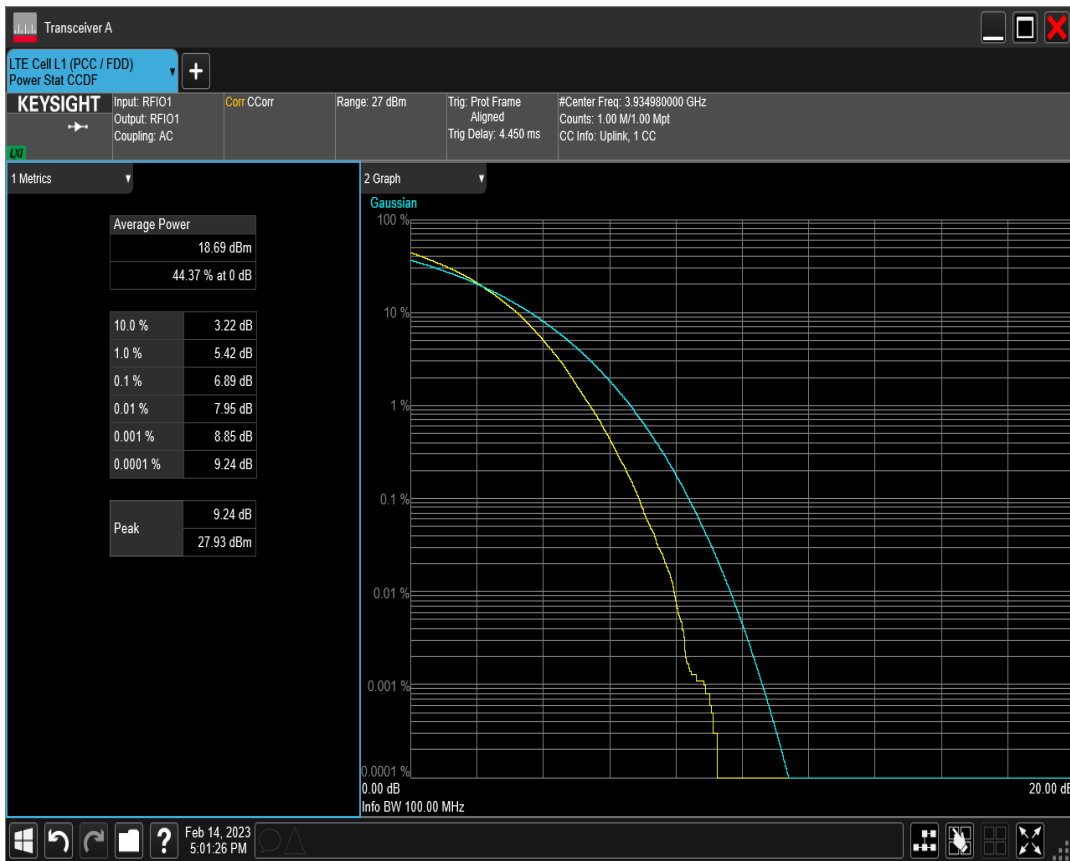 Transceiver A
LTE Cell L1 (PCC / FDD)
Power Stat CCDF
+
KEYSIGHT
LXI
Input: RFIO1
Output: RFIO1
Coupling: AC
Corr CCorr
Range: 27 dBm
Trig: Prot Frame
Aligned
Trig Delay: 4.450 ms
#Center Freq: 3.934980000 GHz
Counts: 1.00 M/1.00 Mpt
CC Info: Uplink, 1 CC
1 Metrics
Average Power
18.69 dBm
44.37 % at 0 dB
10.0 % 3.22 dB
1.0 % 5.42 dB
0.1 % 6.89 dB
0.01 % 7.95 dB
0.001 % 8.85 dB
0.0001 % 9.24 dB
Peak
9.24 dB
27.93 dBm
2 Graph
Gaussian
100 %
10 %
1 %
0.1 %
0.01 %
0.001 %
0.0001 %
0.00 dB
20.00 dB
Info BW 100.00 MHz
?
Feb 14, 2023
5:01:26 PM